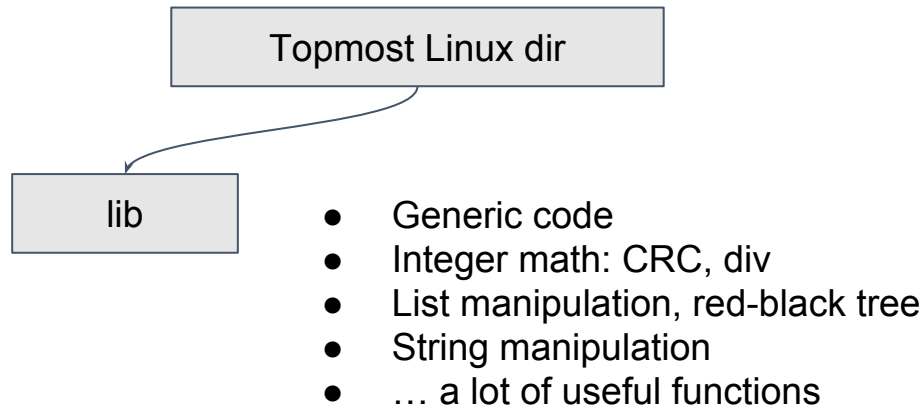 Topmost Linux dir
lib
● Generic code
● Integer math: CRC, div
● List manipulation, red-black tree
● String manipulation
● … a lot of useful functions